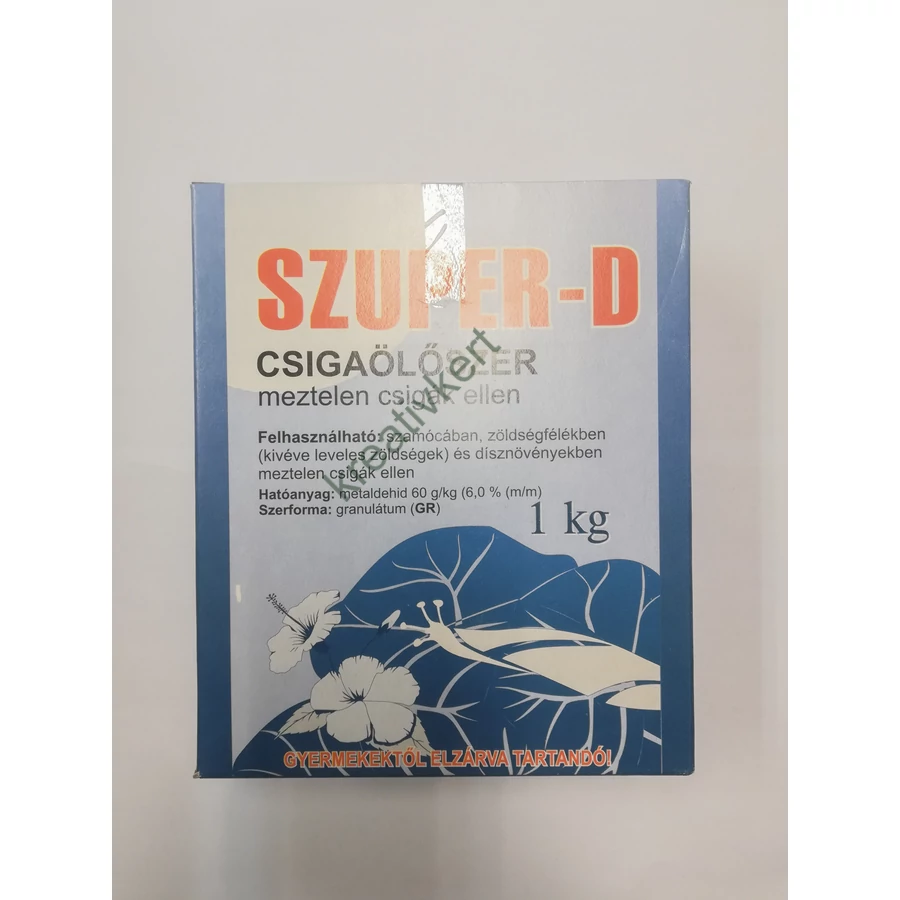 SZUPER-D
CSIGAÖLŐSZER
meztelen csigák ellen
Felhasználható: szamócában, zöldségfélékben
(kivéve leveles zöldségek) és dísznövényekben
meztelen csigák ellen
Hatóanyag: metaldehid 60 g/kg (6,0 % (m/m)
Szerforma: granulátum (GR)
1 kg
GYERMEKEKTŐL ELZÁRVA TARTANDÓ!
kreativkert